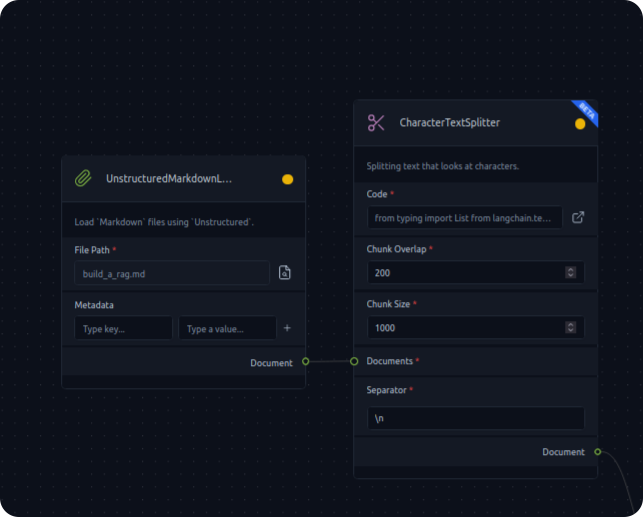 UnstructuredMarkdownL...
Load `Markdown` files using `Unstructured`.
File Path *
build_a_rag.md
Metadata
Type key...
Type a value...
+
Document
BETA
CharacterTextSplitter
Splitting text that looks at characters.
Code *
from typing import List from langchain.te...
Chunk Overlap *
200
Chunk Size *
1000
Documents *
Separator *
\n
Document